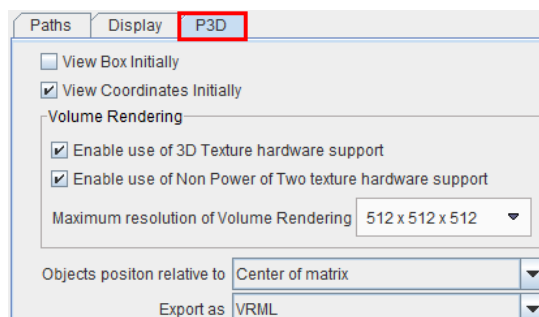 Paths Display P3D
View Box Initially
View Coordinates Initially
Volume Rendering
Enable use of 3D Texture hardware support
Enable use of Non Power of Two texture hardware support
Maximum resolution of Volume Rendering 512 x 512 x 512
Objects positon relative to Center of matrix
Export as VRML